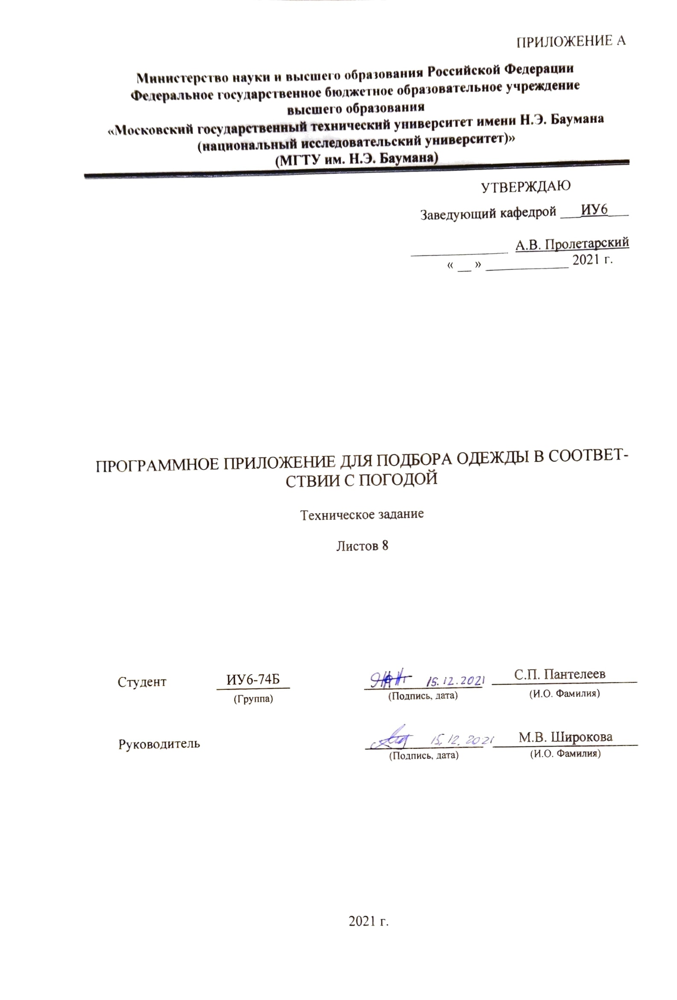 ПРИЛОЖЕНИЕ А
Министерство науки и высшего образования Российской Федерации
Федеральное государственное бюджетное образовательное учреждение
высшего образования
«Московский государственный технический университет имени Н.Э. Баумана
(национальный исследовательский университет)»
(МГТУ им. Н.Э. Баумана)
УТВЕРЖДАЮ
Заведующий кафедрой ___ИУ6___
______________ А.В. Пролетарский
« __ » ____________ 2021 г.
ПРОГРАММНОЕ ПРИЛОЖЕНИЕ ДЛЯ ПОДБОРА ОДЕЖДЫ В СООТВЕТ-
СТВИИ С ПОГОДОЙ
Техническое задание
Листов 8
Студент ИУ6-74Б 15.12.2021 С.П. Пантелеев
(Группа) (Подпись, дата) (И.О. Фамилия)
Руководитель 15.12.2021 М.В. Широкова
(Подпись, дата) (И.О. Фамилия)
2021 г.